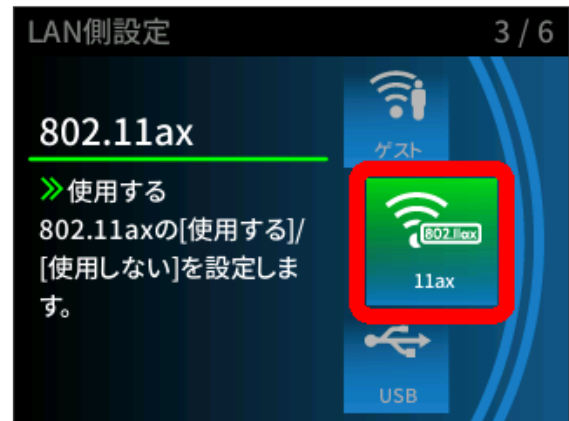 LAN側設定 3 / 6
802.11ax
≫使用する
802.11axの[使用する]/
[使用しない]を設定しま
す。
ゲスト
802.11ax
11ax
USB